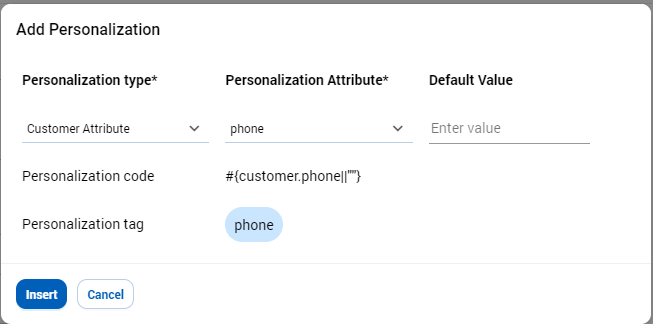 Add Personalization
Personalization type* Personalization Attribute* Default Value
Customer Attribute phone Enter value
Personalization code #{customer.phone||""}
Personalization tag phone
Insert Cancel